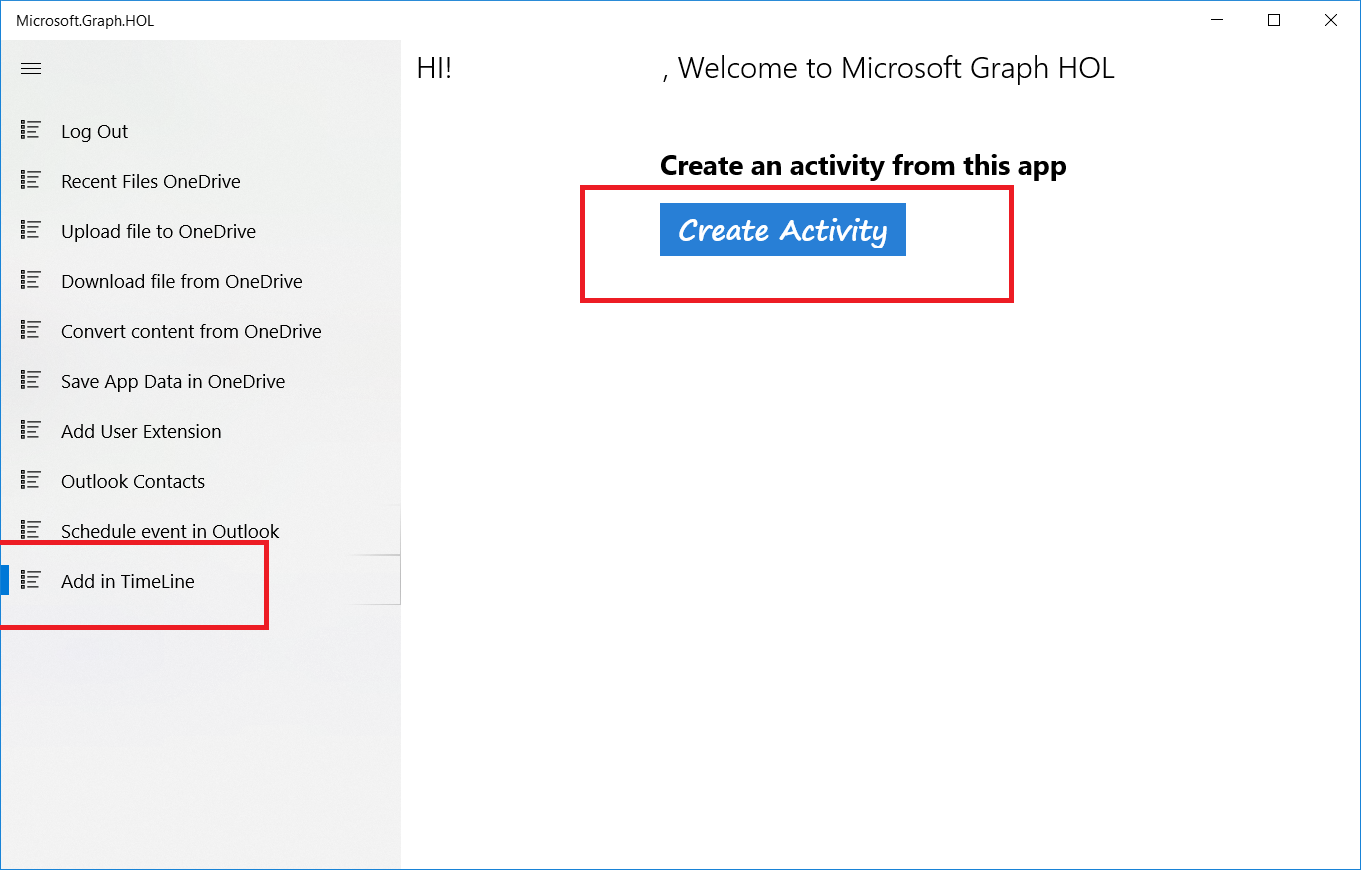 Microsoft.Graph.HOL
HI! , Welcome to Microsoft Graph HOL
Log Out
Recent Files OneDrive
Upload file to OneDrive
Download file from OneDrive
Convert content from OneDrive
Save App Data in OneDrive
Add User Extension
Outlook Contacts
Schedule event in Outlook
Add in TimeLine
Create an activity from this app
Create Activity